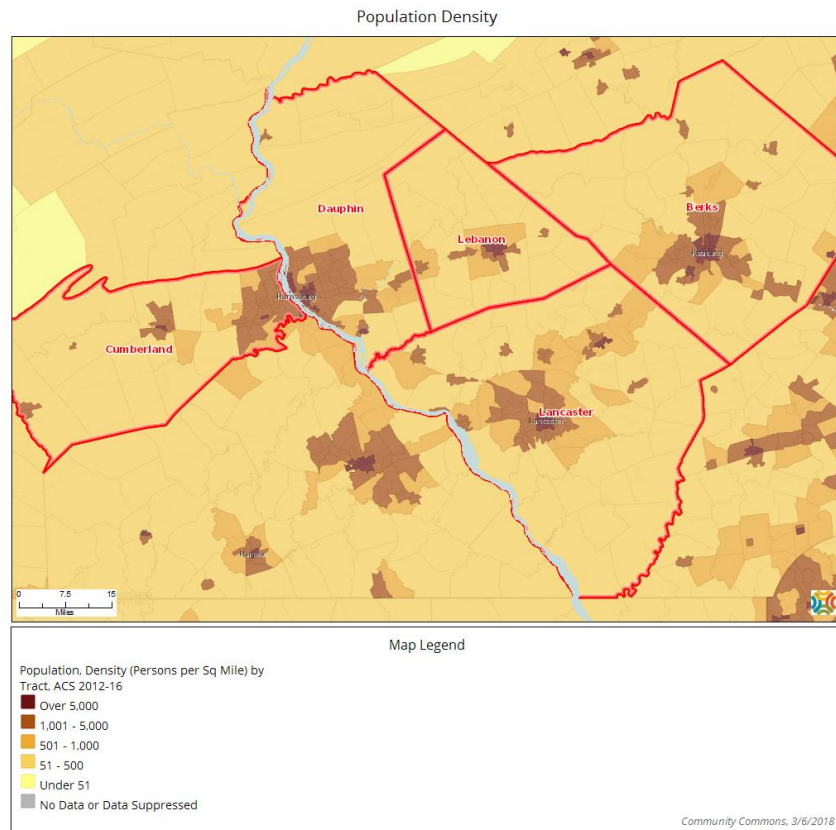 Population Density
Dauphin
Berks
Lebanon
Reading
Harrisburg
Cumberland
Lancaster
Lancaster
Hanover
0 7.5 15
Miles
Map Legend
Population, Density (Persons per Sq Mile) by
Tract, ACS 2012-16
Over 5,000
1,001 - 5,000
501 - 1,000
51 - 500
Under 51
No Data or Data Suppressed
Community Commons, 3/6/2018